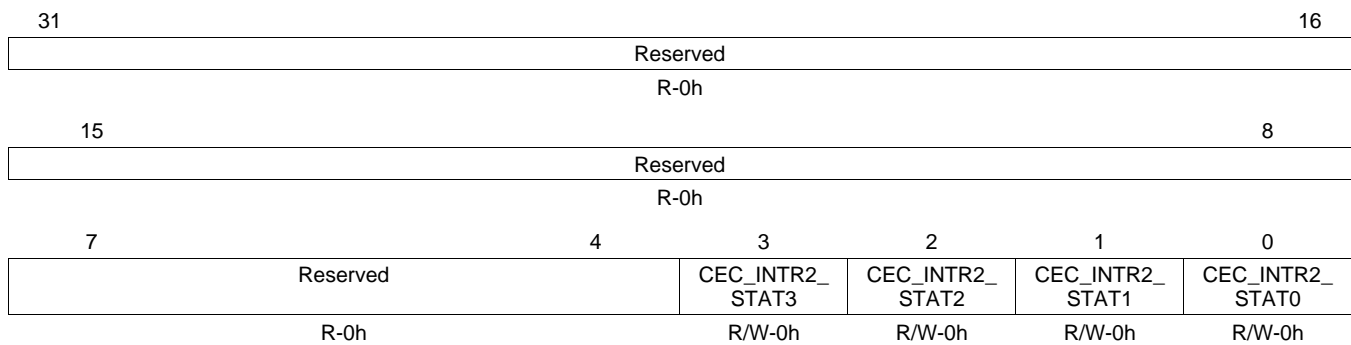 31 16
Reserved
R-0h
15 8
Reserved
R-0h
7 4 3 2 1 0
Reserved CEC_INTR2_ CEC_INTR2_ CEC_INTR2_ CEC_INTR2_
STAT3 STAT2 STAT1 STAT0
R-0h R/W-0h R/W-0h R/W-0h R/W-0h